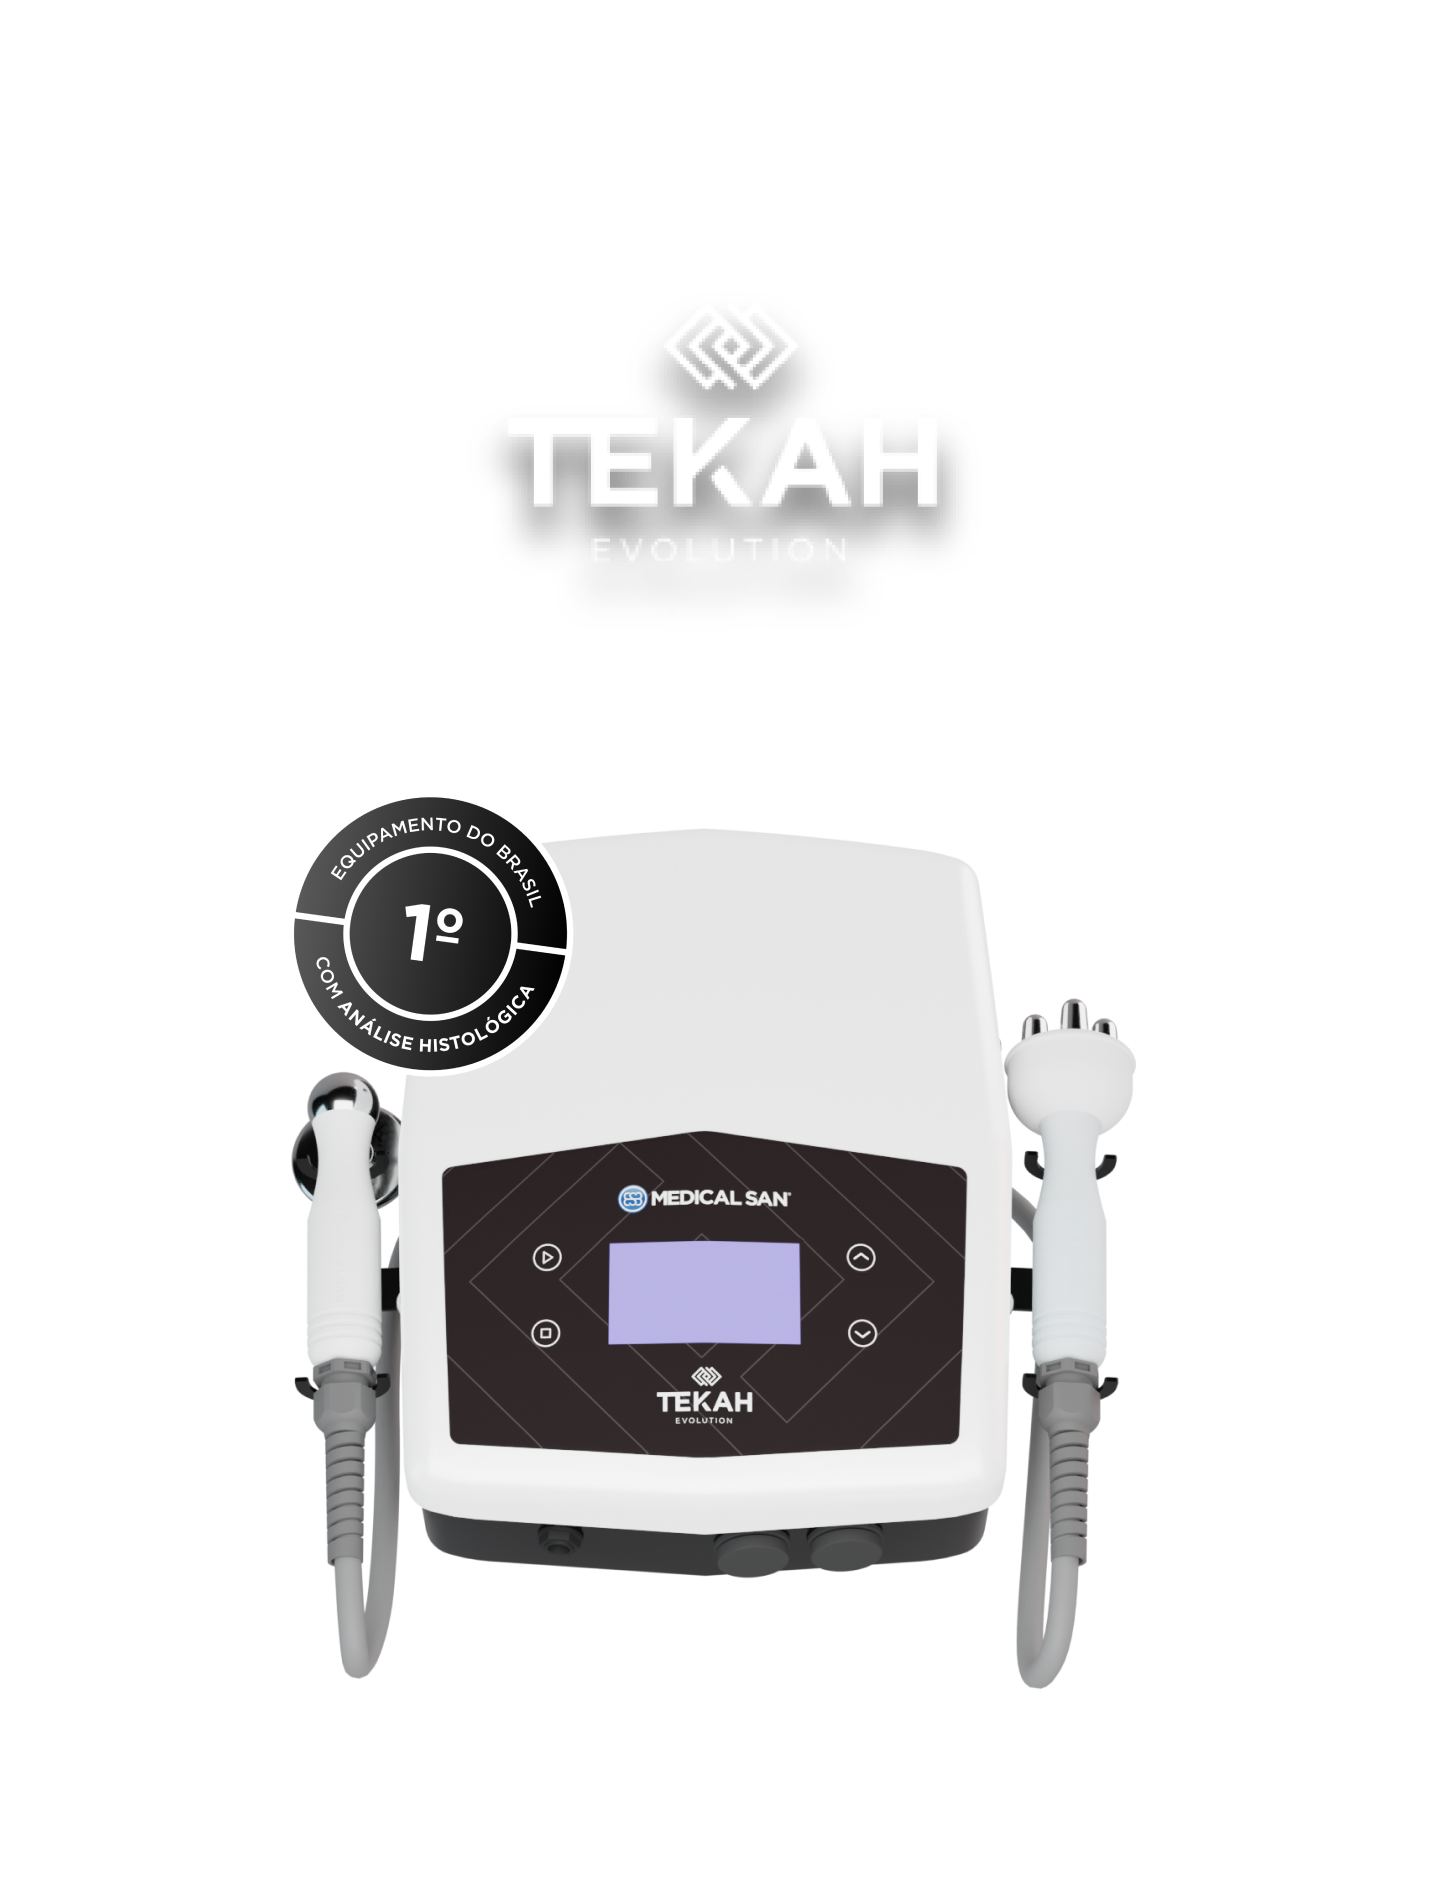 TEKAH
EVOLUTION
EQUIPAMENTO DO BRASIL
1º
COM ANÁLISE HISTOLÓGICA
MEDICAL SAN®
TEKAH
EVOLUTION